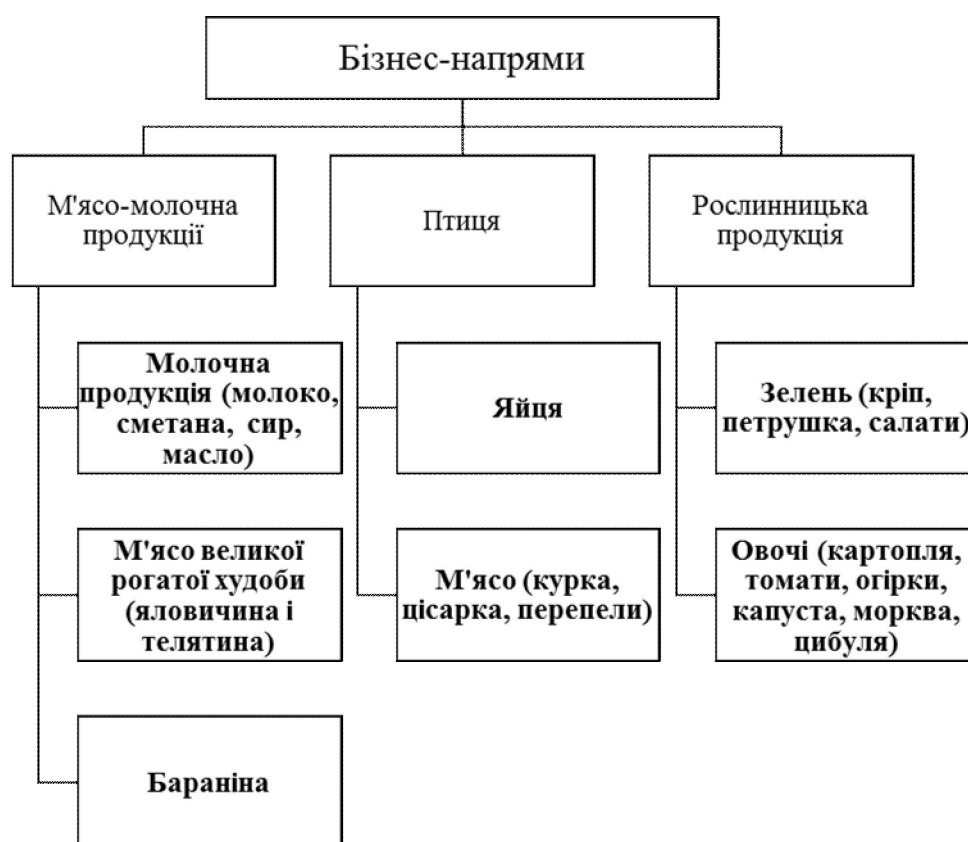 Бізнес-напрями
М'ясо-молочна
продукції
Птиця
Рослинницька
продукція
Молочна
продукція (молоко,
сметана, сир,
масло)
М'ясо великої
рогатої худоби
(яловичина і
телятина)
Бараніна
Яйця
М'ясо (курка,
цісарка, перепели)
Зелень (кріп,
петрушка, салати)
Овочі (картопля,
томати, огірки,
капуста, морква,
цибуля)